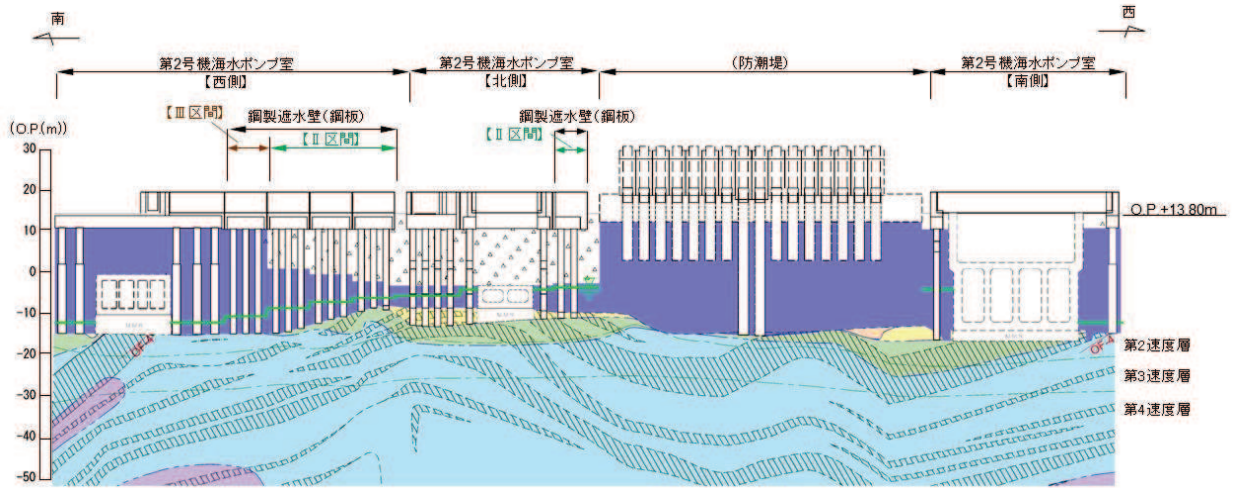 南
西
第2号機海水ポンプ室
【西側】
第2号機海水ポンプ室
【北側】
(防潮堤)
第2号機海水ポンプ室
【南側】
【Ⅲ区間】
鋼製遮水壁(鋼板)
【Ⅱ区間】
鋼製遮水壁(鋼板)
【Ⅱ区間】
(O.P.(m))
30
20
10
0
-10
-20
-30
-40
-50
O.P.+13.80m
OF-4
OF-4
第2速度層
第3速度層
第4速度層